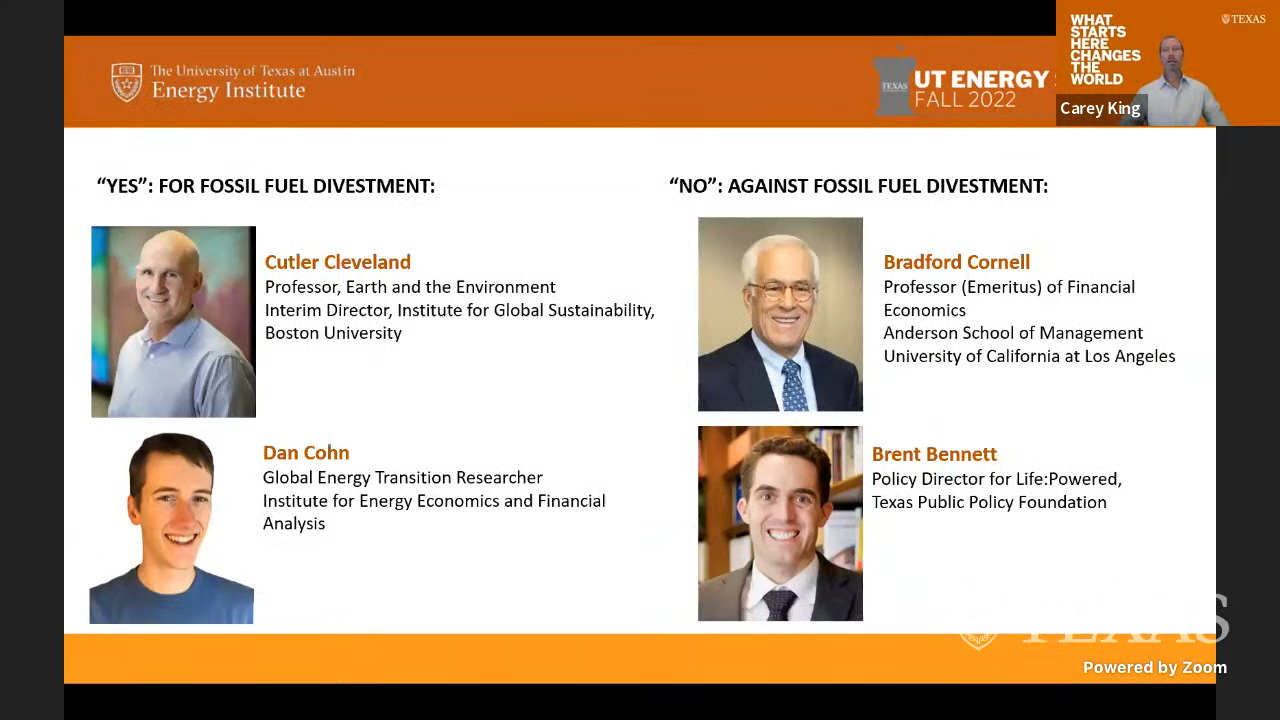 The University of Texas at Austin
Energy Institute
TEXAS
UT ENERGY
FALL 2022
WHAT
STARTS
HERE
CHANGES
THE
WORLD
TEXAS
Carey King
“YES”: FOR FOSSIL FUEL DIVESTMENT:
Cutler Cleveland
Professor, Earth and the Environment
Interim Director, Institute for Global Sustainability,
Boston University
Dan Cohn
Global Energy Transition Researcher
Institute for Energy Economics and Financial
Analysis
“NO”: AGAINST FOSSIL FUEL DIVESTMENT:
Bradford Cornell
Professor (Emeritus) of Financial
Economics
Anderson School of Management
University of California at Los Angeles
Brent Bennett
Policy Director for Life:Powered,
Texas Public Policy Foundation
TEXAS
Powered by Zoom